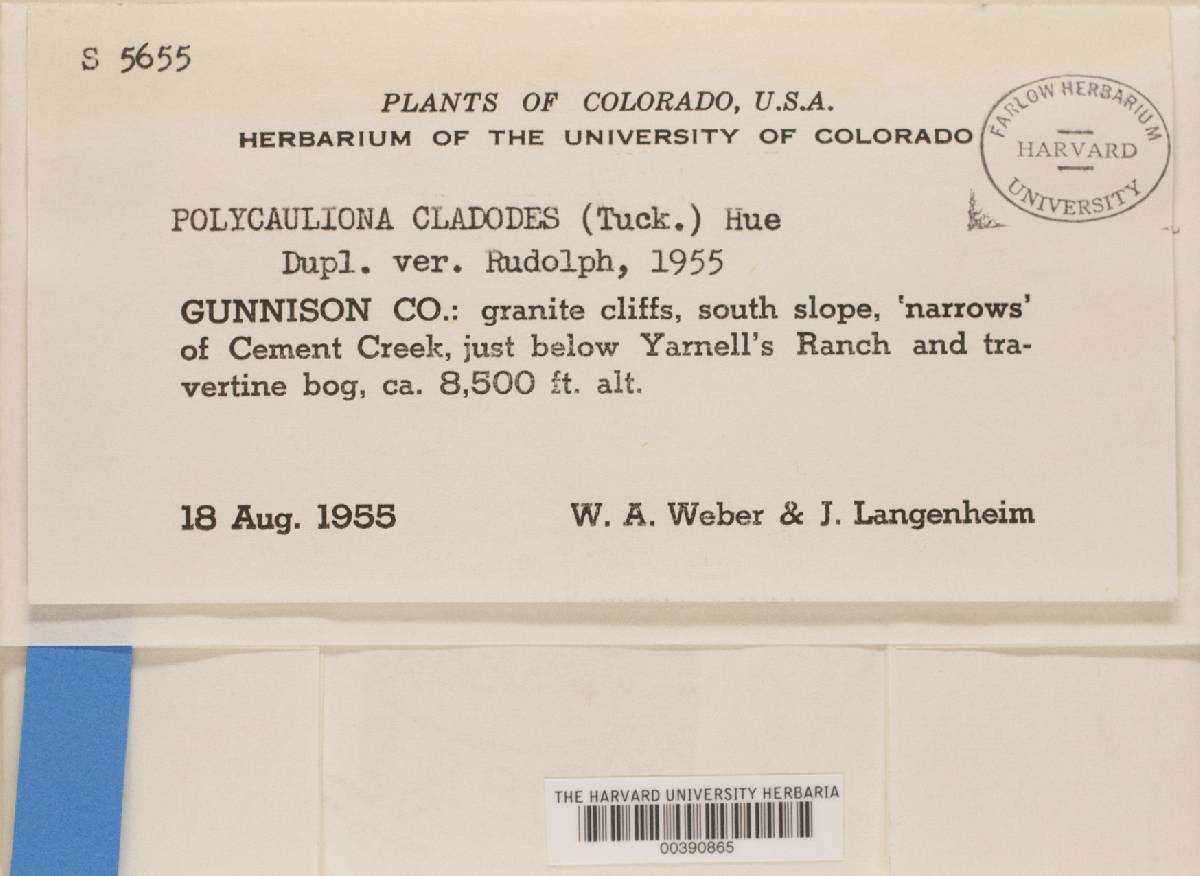 S 5655
PLANTS OF COLORADO, U.S.A.
HERBARIUM OF THE UNIVERSITY OF COLORADO
FARLOW HERBARIUM
HARVARD
UNIVERSITY
POLYCAULIONA CLADODES (Tuck.) Hue
Dupl. ver. Rudolph, 1955
GUNNISON CO.: granite cliffs, south slope, 'narrows'
of Cement Creek, just below Yarnell's Ranch and tra-
vertine bog, ca. 8,500 ft. alt.
18 Aug. 1955 W. A. Weber & J. Langenheim
THE HARVARD UNIVERSITY HERBARIA
00390865